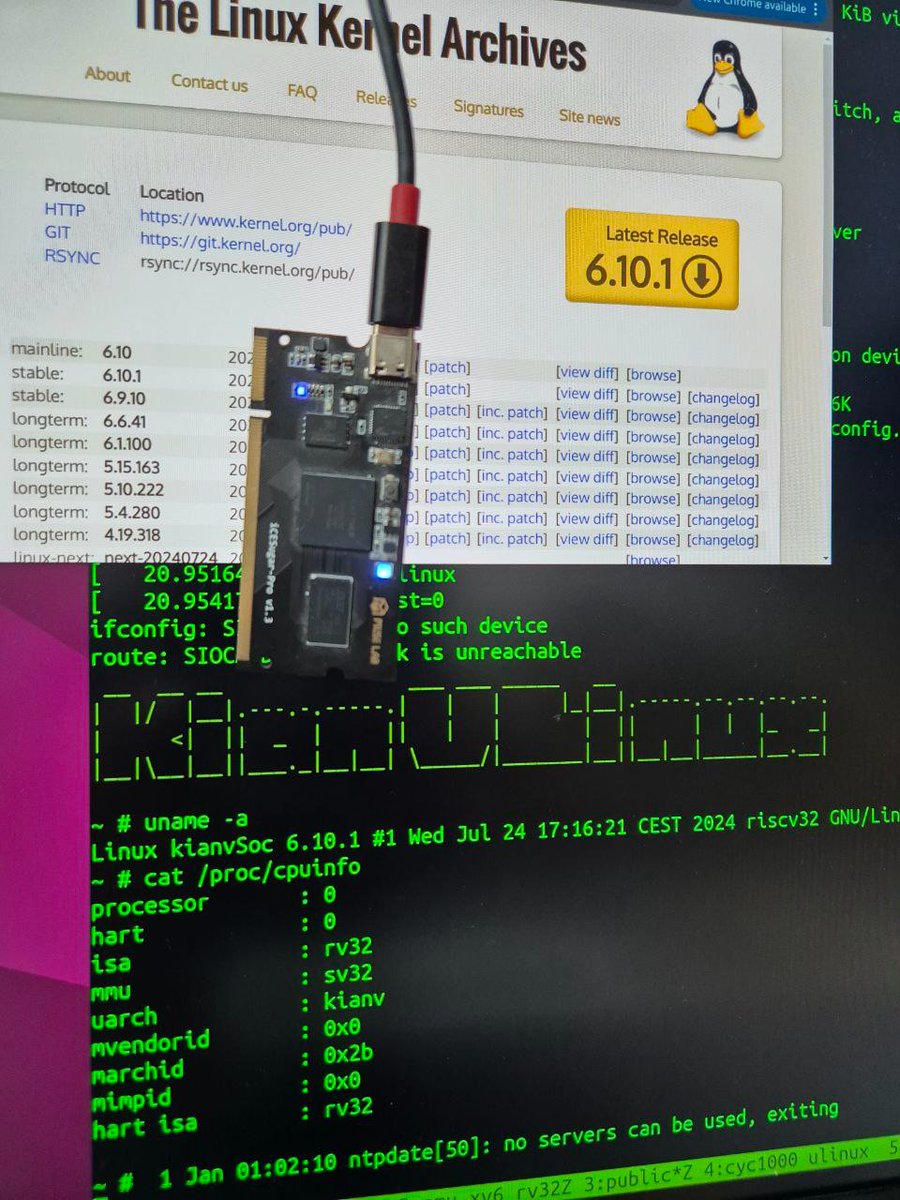 The Linux Kernel Archives
New Chrome available
About Contact us FAQ Releases Signatures Site news
Protocol Location
HTTP https://www.kernel.org/pub/
GIT https://git.kernel.org/
RSYNC rsync://rsync.kernel.org/pub/
Latest Release
6.10.1
mainline: 6.10 202 [patch] [view diff] [browse]
stable: 6.10.1 202 [patch] [view diff] [browse] [changelog]
stable: 6.9.10 202 [patch] [inc. patch] [view diff] [browse] [changelog]
longterm: 6.6.41 20 [patch] [inc. patch] [view diff] [browse] [changelog]
longterm: 6.1.100 20 [patch] [inc. patch] [view diff] [browse] [changelog]
longterm: 5.15.163 20 [patch] [inc. patch] [view diff] [browse] [changelog]
longterm: 5.10.222 20 [patch] [inc. patch] [view diff] [browse] [changelog]
longterm: 5.4.280 20 [patch] [inc. patch] [view diff] [browse] [changelog]
longterm: 4.19.318 20 [patch] [inc. patch] [view diff] [browse] [changelog]
linux-next: next-20240724 [browse]
KiB vi
itch, a
ver
on devi
6K
config.
iCESugar-Pro v1.3
MUSE LAB
[ 20.95164 linux
[ 20.95417 st=0
ifconfig: S o such device
route: SIOC k is unreachable
KianV Linux
~ # uname -a
Linux kianvSoc 6.10.1 #1 Wed Jul 24 17:16:21 CEST 2024 riscv32 GNU/Lin
~ # cat /proc/cpuinfo
processor : 0
hart : 0
isa : rv32
mmu : sv32
uarch : kianv
mvendorid : 0x0
marchid : 0x2b
mimpid : 0x0
hart isa : rv32
~ # 1 Jan 01:02:10 ntpdate[50]: no servers can be used, exiting
xv6 rv32Z 3:public*Z 4:cyc1000 ulinux 5